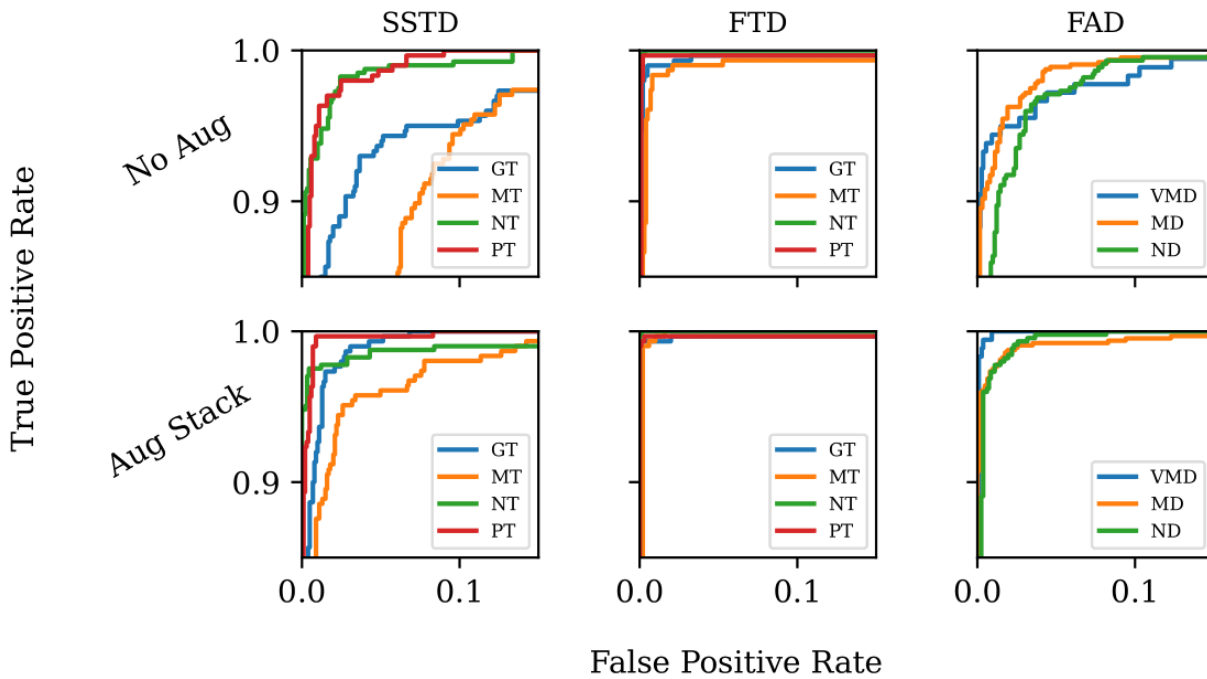 SSTD FTD FAD
True Positive Rate
No Aug
1.0
0.9
GT
MT
NT
PT
GT
MT
NT
PT
VMD
MD
ND
Aug Stack
1.0
0.9
GT
MT
NT
PT
GT
MT
NT
PT
VMD
MD
ND
0.0 0.1 0.0 0.1 0.0 0.1
False Positive Rate